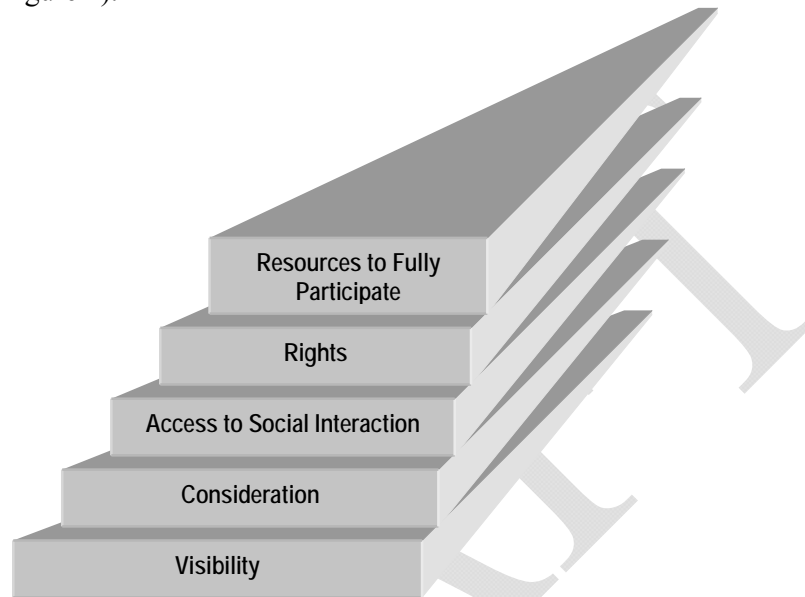 Resources to Fully
Participate
Rights
Access to Social Interaction
Consideration
Visibility